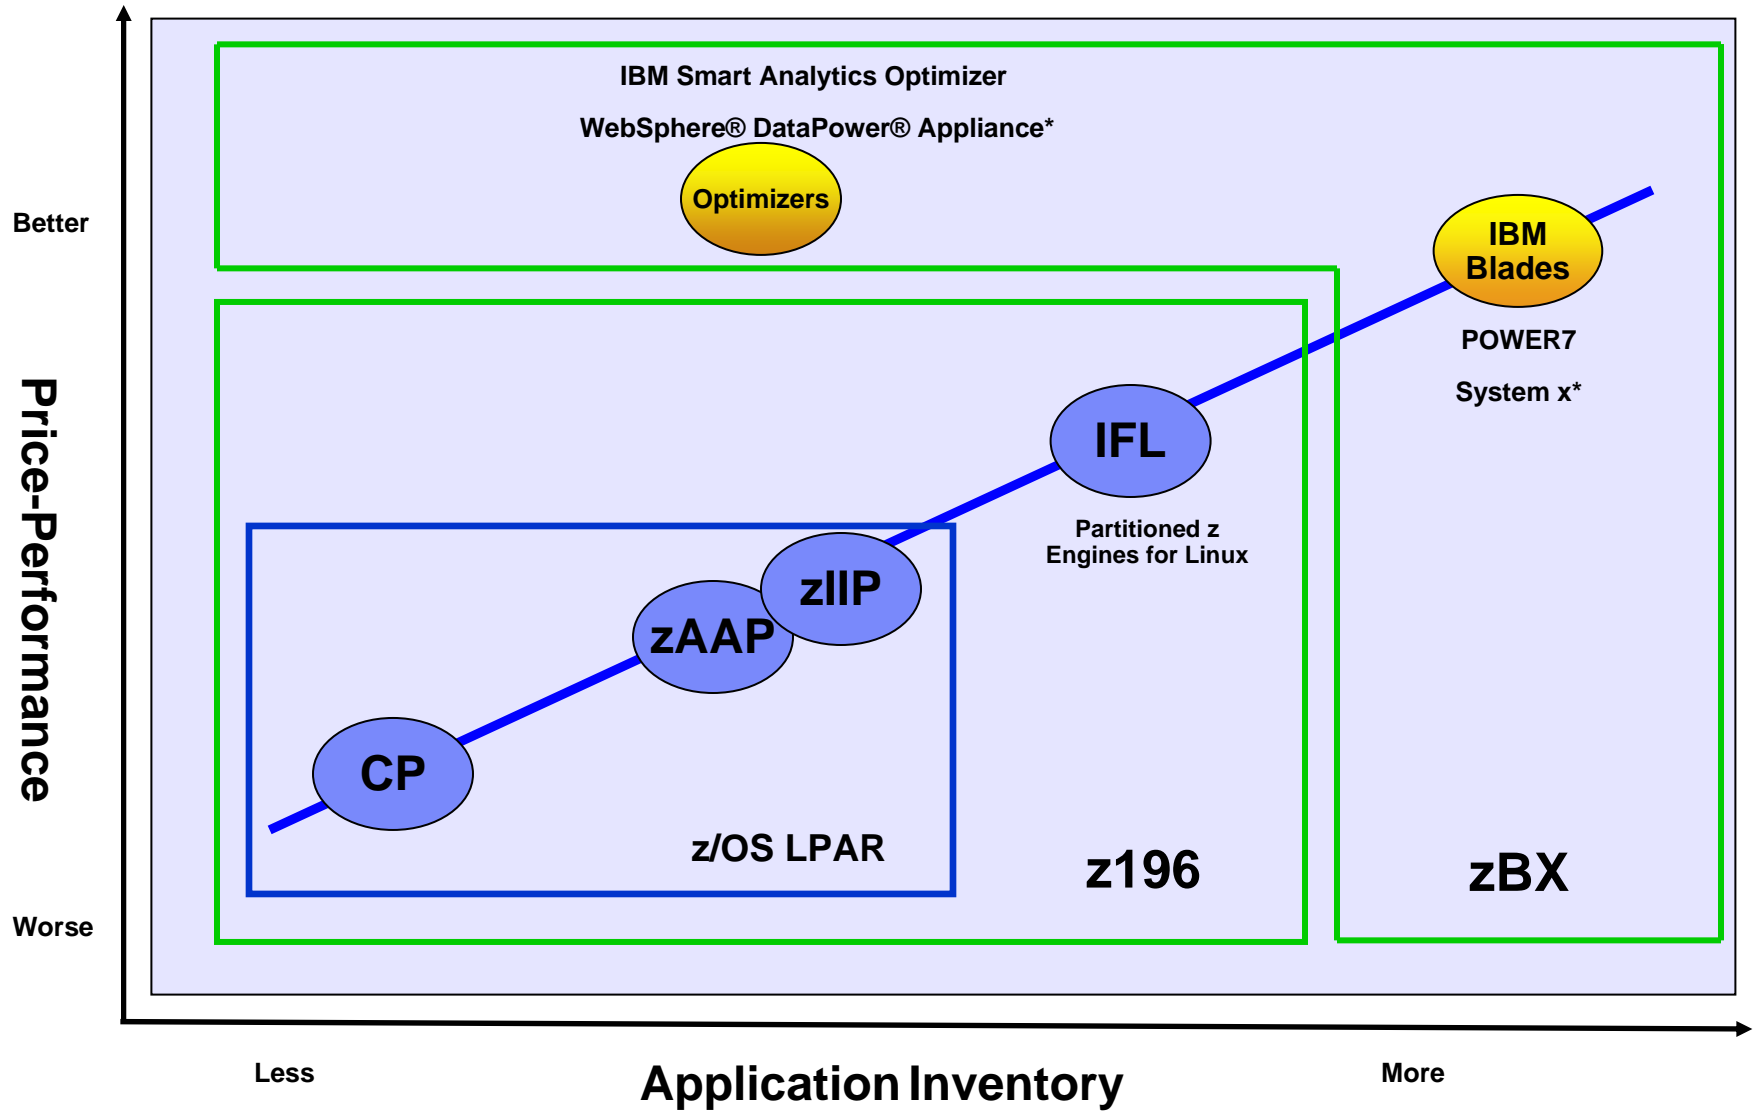 IBM Smart Analytics Optimizer
WebSphere® DataPower® Appliance*
Optimizers
Better
IBM
Blades
POWER7
System x*
IFL
Partitioned z
Engines for Linux
zIIP
zAAP
CP
z/OS LPAR
z196
zBX
Price-Performance
Worse
Less
Application Inventory
More